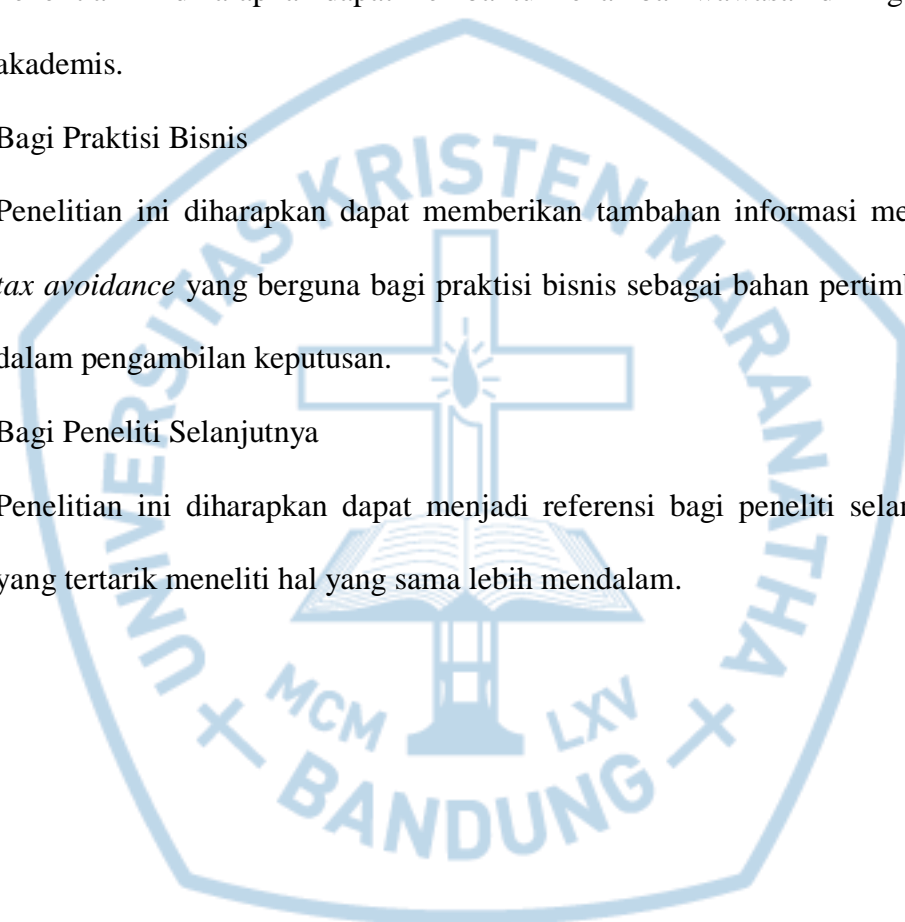 akademis.
Bagi Praktisi Bisnis
Penelitian ini diharapkan dapat memberikan tambahan informasi
tax avoidance yang berguna bagi praktisi bisnis sebagai bahan
dalam pengambilan keputusan.
Bagi Peneliti Selanjutnya
Penelitian ini diharapkan dapat menjadi referensi bagi peneliti
yang tertarik meneliti hal yang sama lebih mendalam.
UNIVERSITAS KRISTEN MARANATHA
MCM LXV
BANDUNG